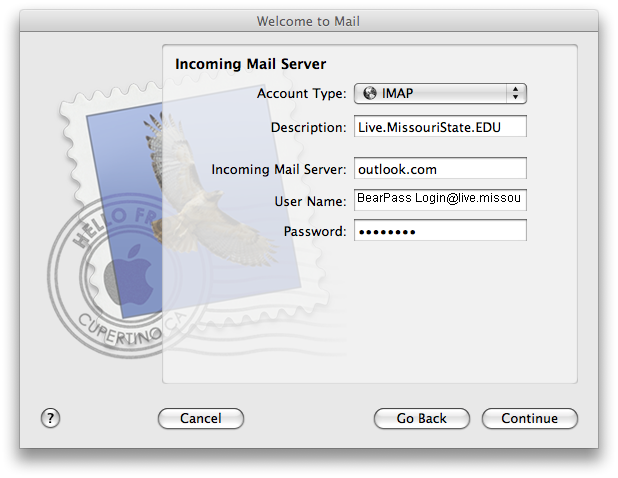 Welcome to Mail
Incoming Mail Server
Account Type: IMAP
Description: Live.MissouriState.EDU
Incoming Mail Server: outlook.com
User Name: BearPass Login@live.missou
Password: ••••••••
HELLO FR
CUPERTINO, CA
? Cancel Go Back Continue